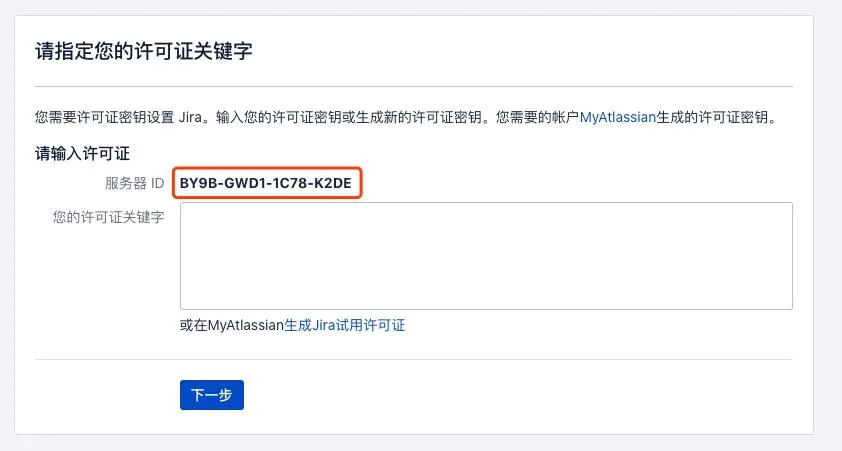 请指定您的许可证关键字
您需要许可证密钥设置 Jira。输入您的许可证密钥或生成新的许可证密钥。您需要的帐户MyAtlassian生成的许可证密钥。
请输入许可证
服务器 ID BY9B-GWD1-1C78-K2DE
您的许可证关键字
或在MyAtlassian生成Jira试用许可证
下一步